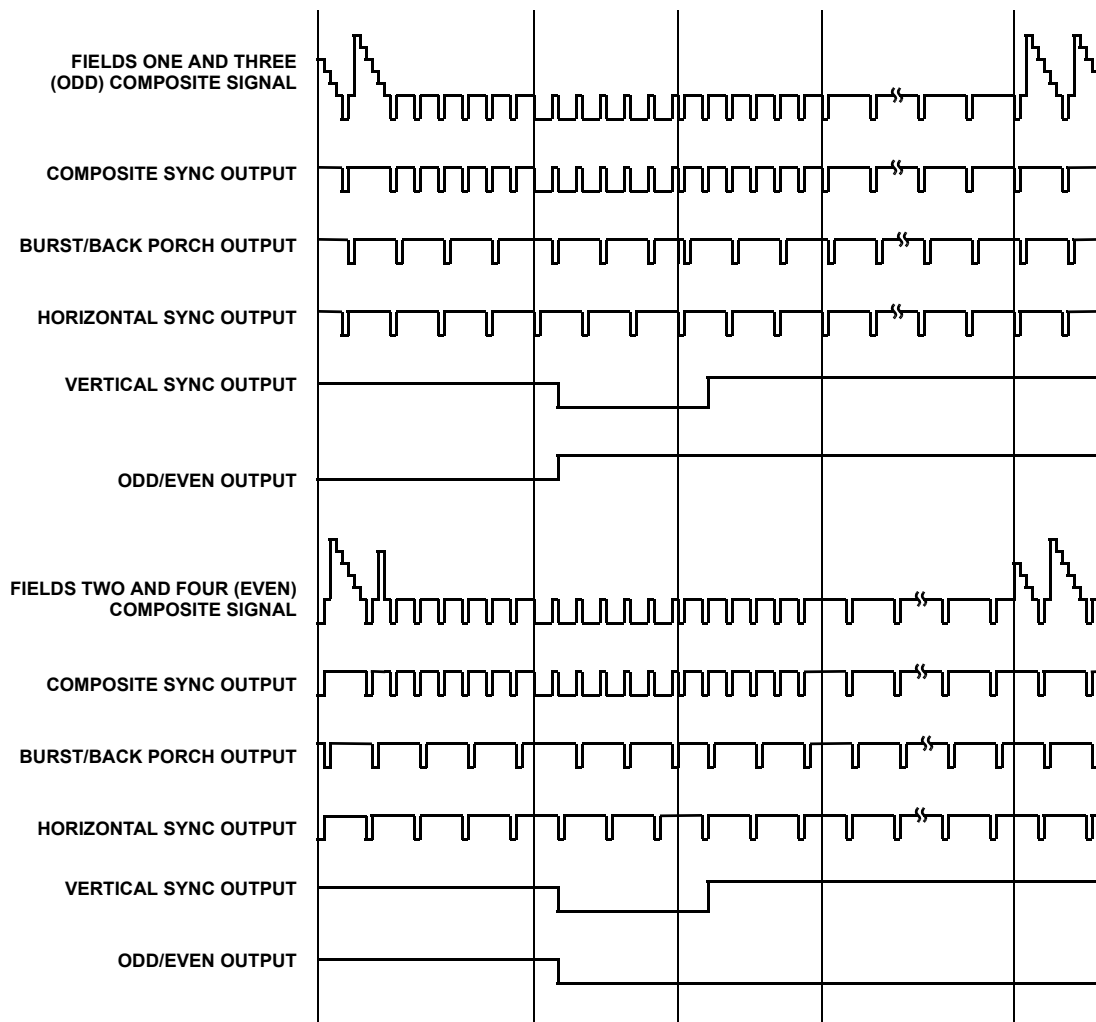 FIELDS ONE AND THREE
(ODD) COMPOSITE SIGNAL
COMPOSITE SYNC OUTPUT
BURST/BACK PORCH OUTPUT
HORIZONTAL SYNC OUTPUT
VERTICAL SYNC OUTPUT
ODD/EVEN OUTPUT
FIELDS TWO AND FOUR (EVEN)
COMPOSITE SIGNAL
COMPOSITE SYNC OUTPUT
BURST/BACK PORCH OUTPUT
HORIZONTAL SYNC OUTPUT
VERTICAL SYNC OUTPUT
ODD/EVEN OUTPUT